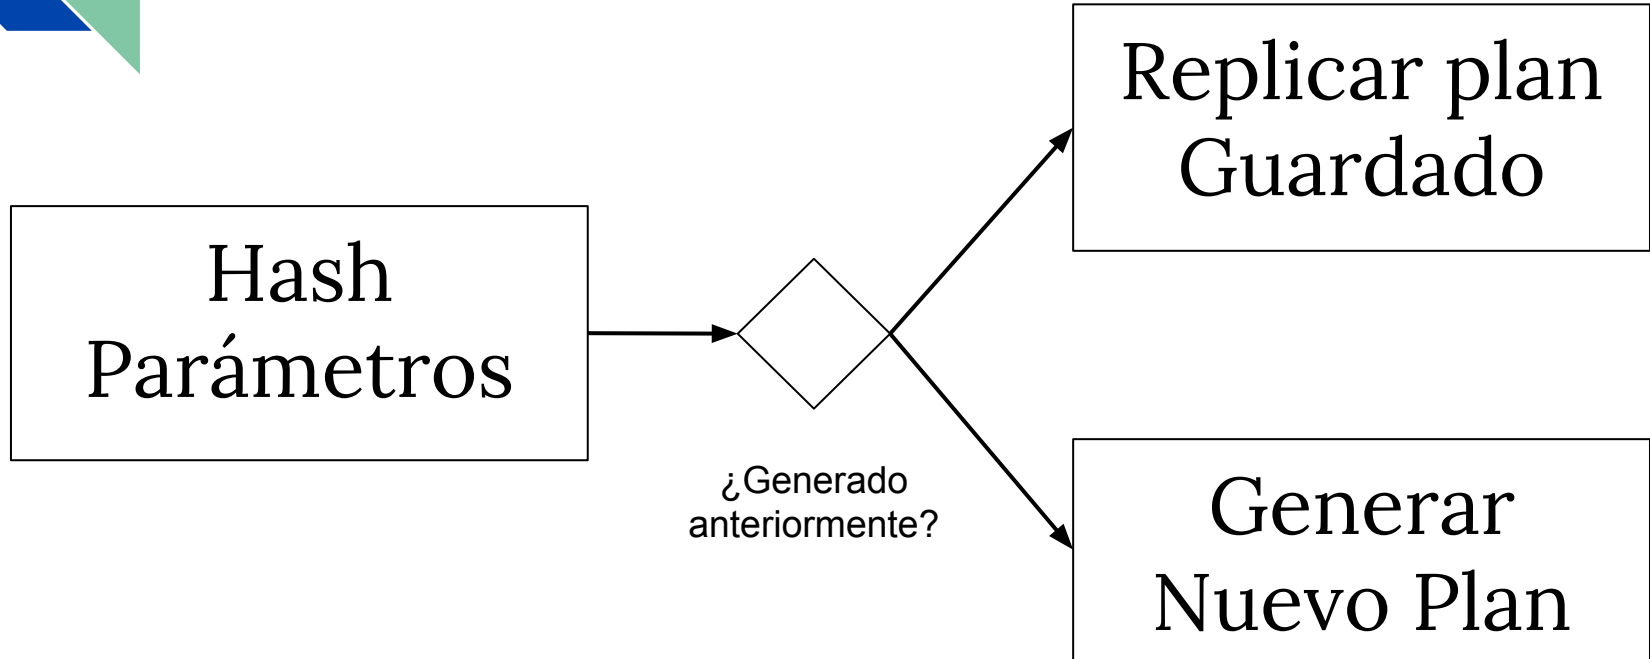 Hash
Parámetros
¿Generado
anteriormente?
Replicar plan
Guardado
Generar
Nuevo Plan